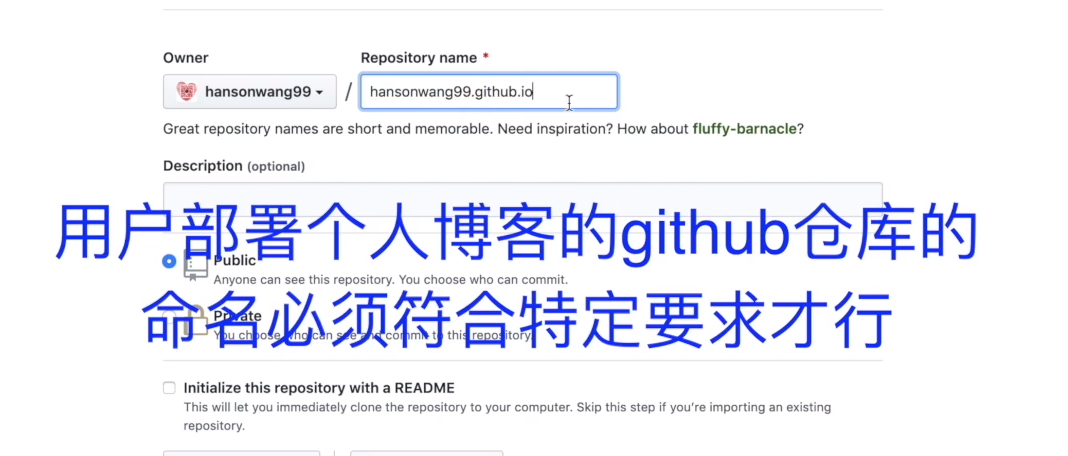 Owner
Repository name *
hansonwang99
/
hansonwang99.github.io
Great repository names are short and memorable. Need inspiration? How about fluffy-barnacle?
Description (optional)
用户部署个人博客的github仓库的
Public
Anyone can see this repository. You choose who can commit.
命名必须符合特定要求才行
Private
You choose who can see and commit to this repository.
Initialize this repository with a README
This will let you immediately clone the repository to your computer. Skip this step if you’re importing an existing
repository.